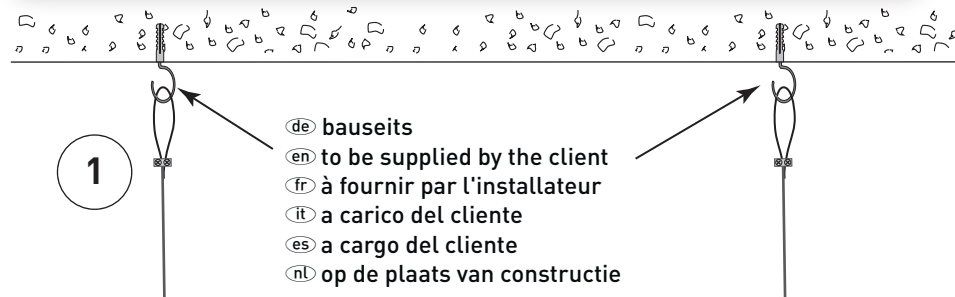 1
de bauseits
en to be supplied by the client
fr à fournir par l'installateur
it a carico del cliente
es a cargo del cliente
nl op de plaats van constructie